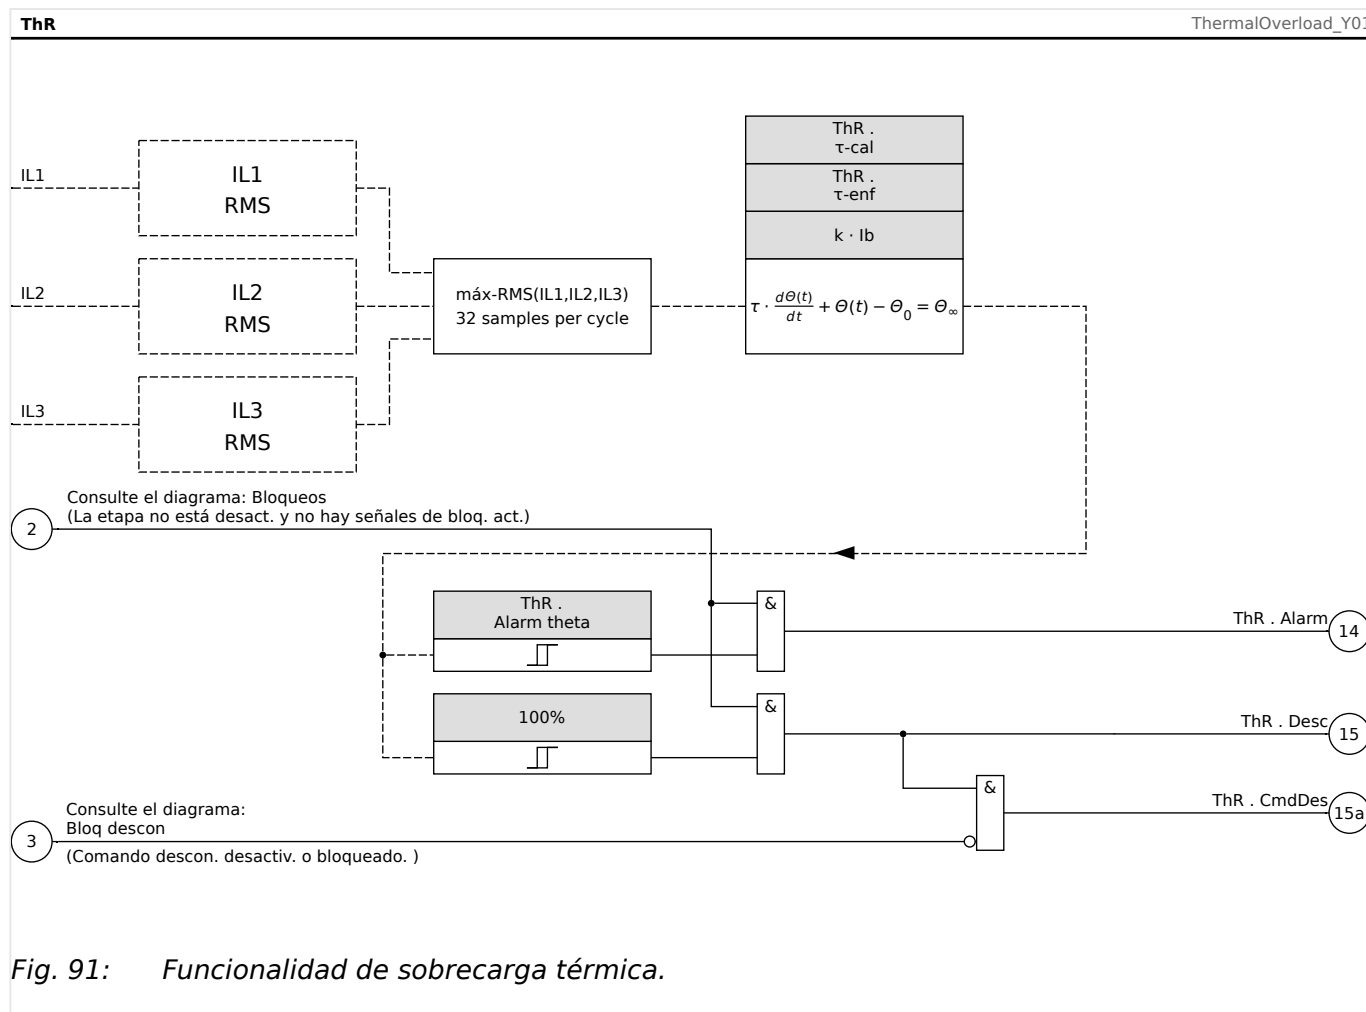 ThR
ThermalOverload_Y01
ThR .
τ-cal
ThR .
τ-enf
k · Ib
τ · dΘ(t)/dt + Θ(t) − Θ₀ = Θ∞
IL1
IL1
RMS
IL2
IL2
RMS
máx-RMS(IL1,IL2,IL3)
32 samples per cycle
IL3
IL3
RMS
Consulte el diagrama: Bloqueos
(La etapa no está desact. y no hay señales de bloq. act.)
2
ThR .
Alarm theta
&
ThR . Alarm
14
100%
&
ThR . Desc
15
&
ThR . CmdDes
15a
Consulte el diagrama:
Bloq descon
3
(Comando descon. desactiv. o bloqueado. )
Fig. 91: Funcionalidad de sobrecarga térmica.